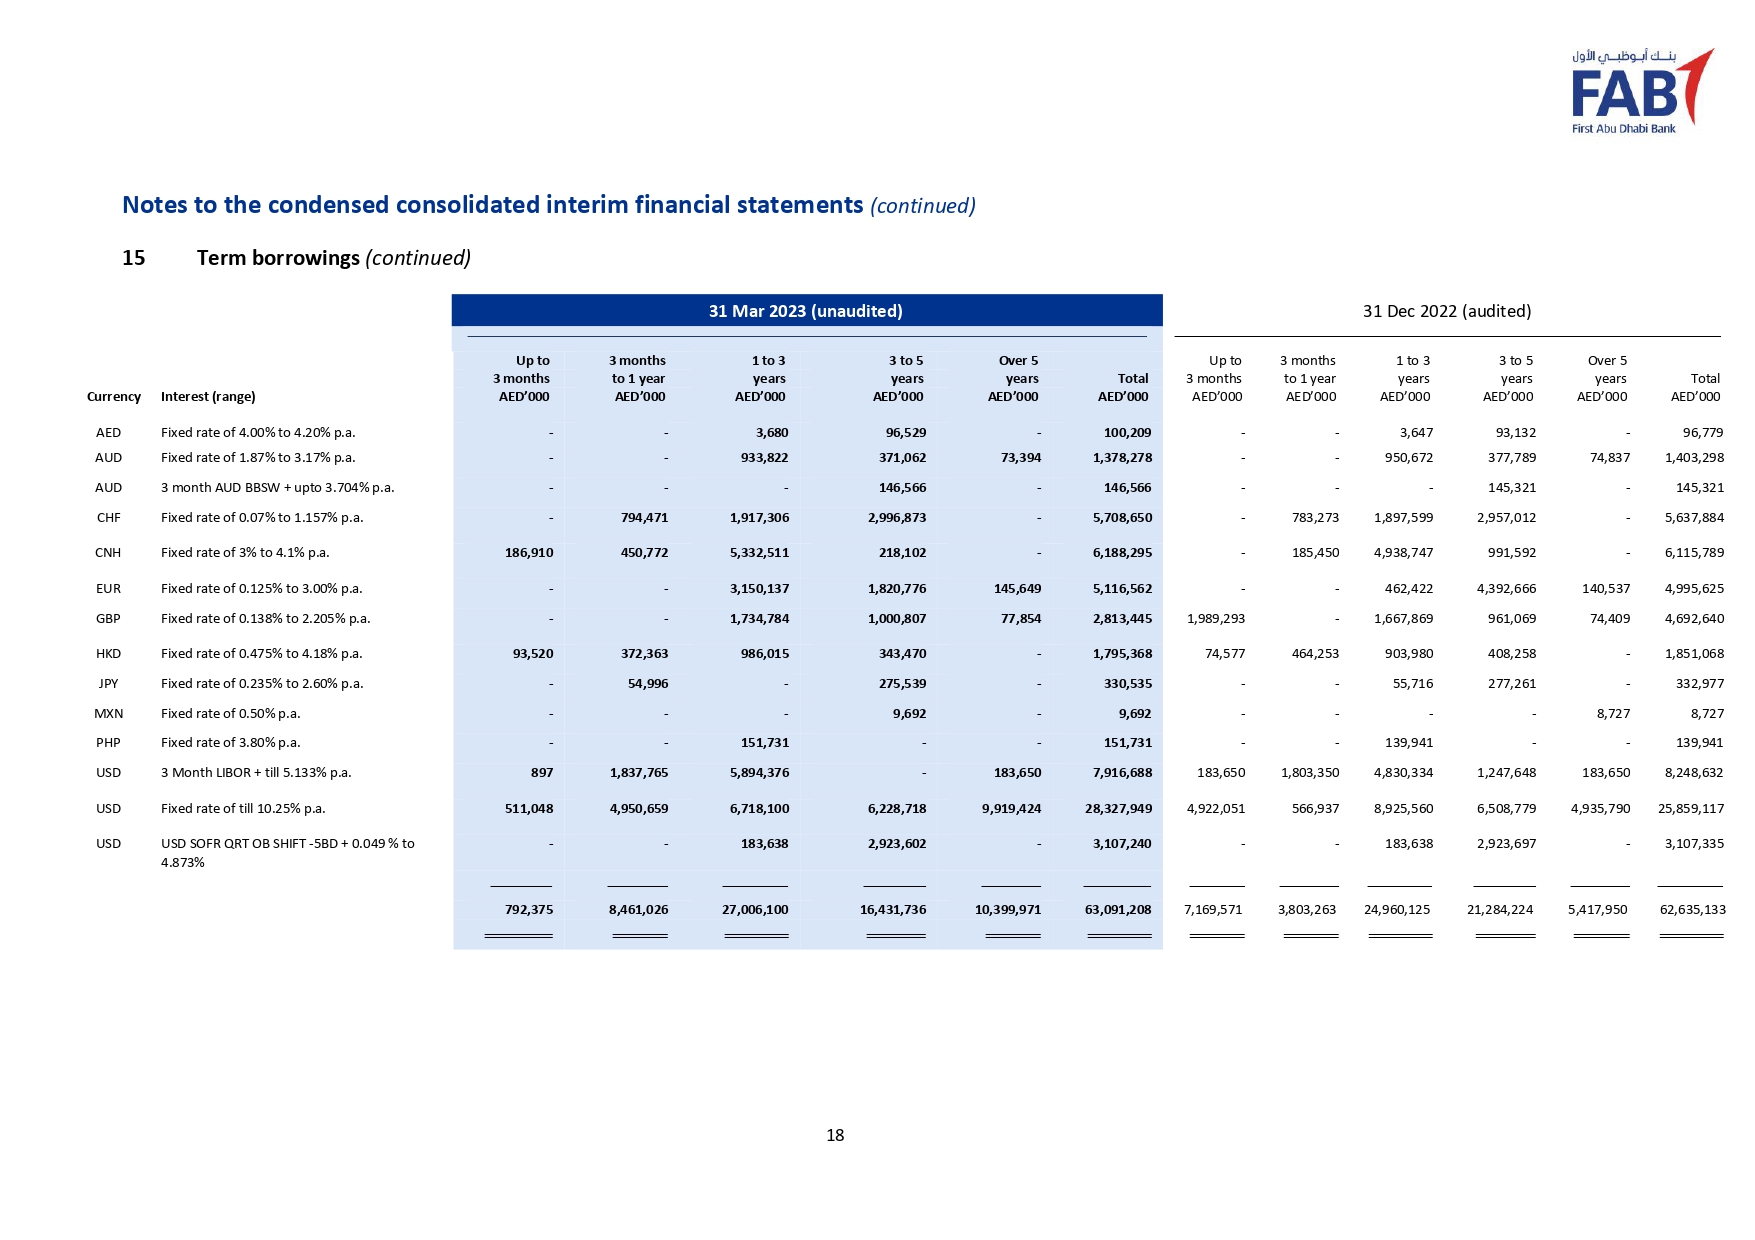 بنك أبوظبي الأول
FAB
First Abu Dhabi Bank
Notes to the condensed consolidated interim financial statements (continued)
15 Term borrowings (continued)
31 Mar 2023 (unaudited) 31 Dec 2022 (audited)
Up to 3 months 1 to 3 3 to 5 Over 5 Up to 3 months 1 to 3 3 to 5 Over 5
3 months to 1 year years years years Total 3 months to 1 year years years years Total
Currency Interest (range) AED’000 AED’000 AED’000 AED’000 AED’000 AED’000 AED’000 AED’000 AED’000 AED’000 AED’000 AED’000
AED Fixed rate of 4.00% to 4.20% p.a. - - 3,680 96,529 - 100,209 - - 3,647 93,132 - 96,779
AUD Fixed rate of 1.87% to 3.17% p.a. - - 933,822 371,062 73,394 1,378,278 - - 950,672 377,789 74,837 1,403,298
AUD 3 month AUD BBSW + upto 3.704% p.a. - - - 146,566 - 146,566 - - - 145,321 - 145,321
CHF Fixed rate of 0.07% to 1.157% p.a. - 794,471 1,917,306 2,996,873 - 5,708,650 - 783,273 1,897,599 2,957,012 - 5,637,884
CNH Fixed rate of 3% to 4.1% p.a. 186,910 450,772 5,332,511 218,102 - 6,188,295 - 185,450 4,938,747 991,592 - 6,115,789
EUR Fixed rate of 0.125% to 3.00% p.a. - - 3,150,137 1,820,776 145,649 5,116,562 - - 462,422 4,392,666 140,537 4,995,625
GBP Fixed rate of 0.138% to 2.205% p.a. - - 1,734,784 1,000,807 77,854 2,813,445 1,989,293 - 1,667,869 961,069 74,409 4,692,640
HKD Fixed rate of 0.475% to 4.18% p.a. 93,520 372,363 986,015 343,470 - 1,795,368 74,577 464,253 903,980 408,258 - 1,851,068
JPY Fixed rate of 0.235% to 2.60% p.a. - 54,996 - 275,539 - 330,535 - - 55,716 277,261 - 332,977
MXN Fixed rate of 0.50% p.a. - - - 9,692 - 9,692 - - - - 8,727 8,727
PHP Fixed rate of 3.80% p.a. - - 151,731 - - 151,731 - - 139,941 - - 139,941
USD 3 Month LIBOR + till 5.133% p.a. 897 1,837,765 5,894,376 - 183,650 7,916,688 183,650 1,803,350 4,830,334 1,247,648 183,650 8,248,632
USD Fixed rate of till 10.25% p.a. 511,048 4,950,659 6,718,100 6,228,718 9,919,424 28,327,949 4,922,051 566,937 8,925,560 6,508,779 4,935,790 25,859,117
USD USD SOFR QRT OB SHIFT -5BD + 0.049 % to - - 183,638 2,923,602 - 3,107,240 - - 183,638 2,923,697 - 3,107,335
4.873%
792,375 8,461,026 27,006,100 16,431,736 10,399,971 63,091,208 7,169,571 3,803,263 24,960,125 21,284,224 5,417,950 62,635,133
18